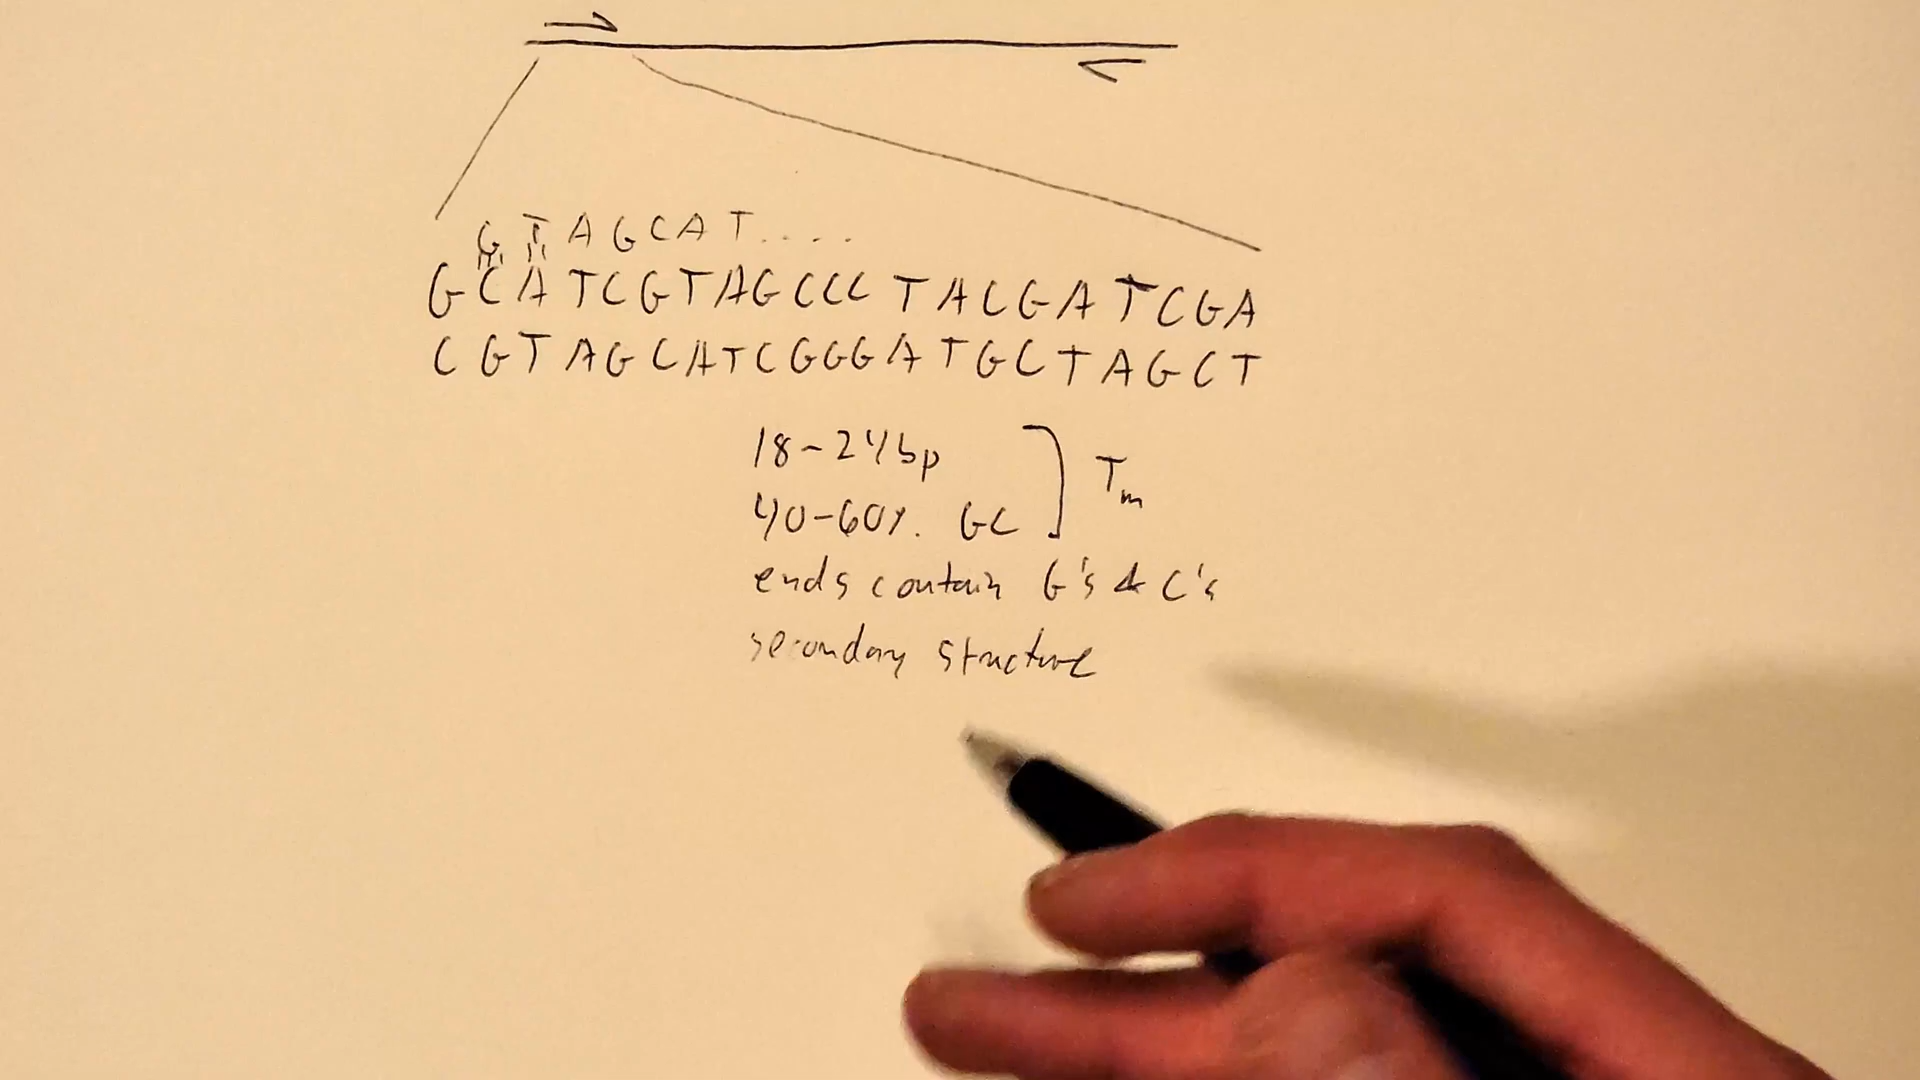 GTAGCAT....
GCATCGTAGCCCTACGATCGA
CGTAGCATCGGGATGCTAGCT
18-24bp
40-60%. GC ] Tm
ends contain G's & C's
secondary structure